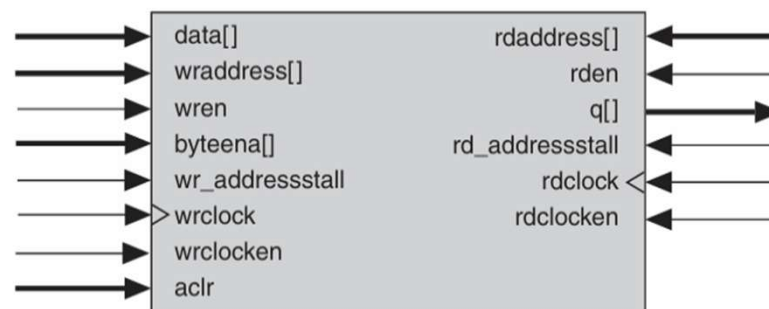 data[]
wraddress[]
wren
byteena[]
wr_addressstall
wrclock
wrclocken
aclr
rdaddress[]
rden
q[]
rd_addressstall
rdclock
rdclocken